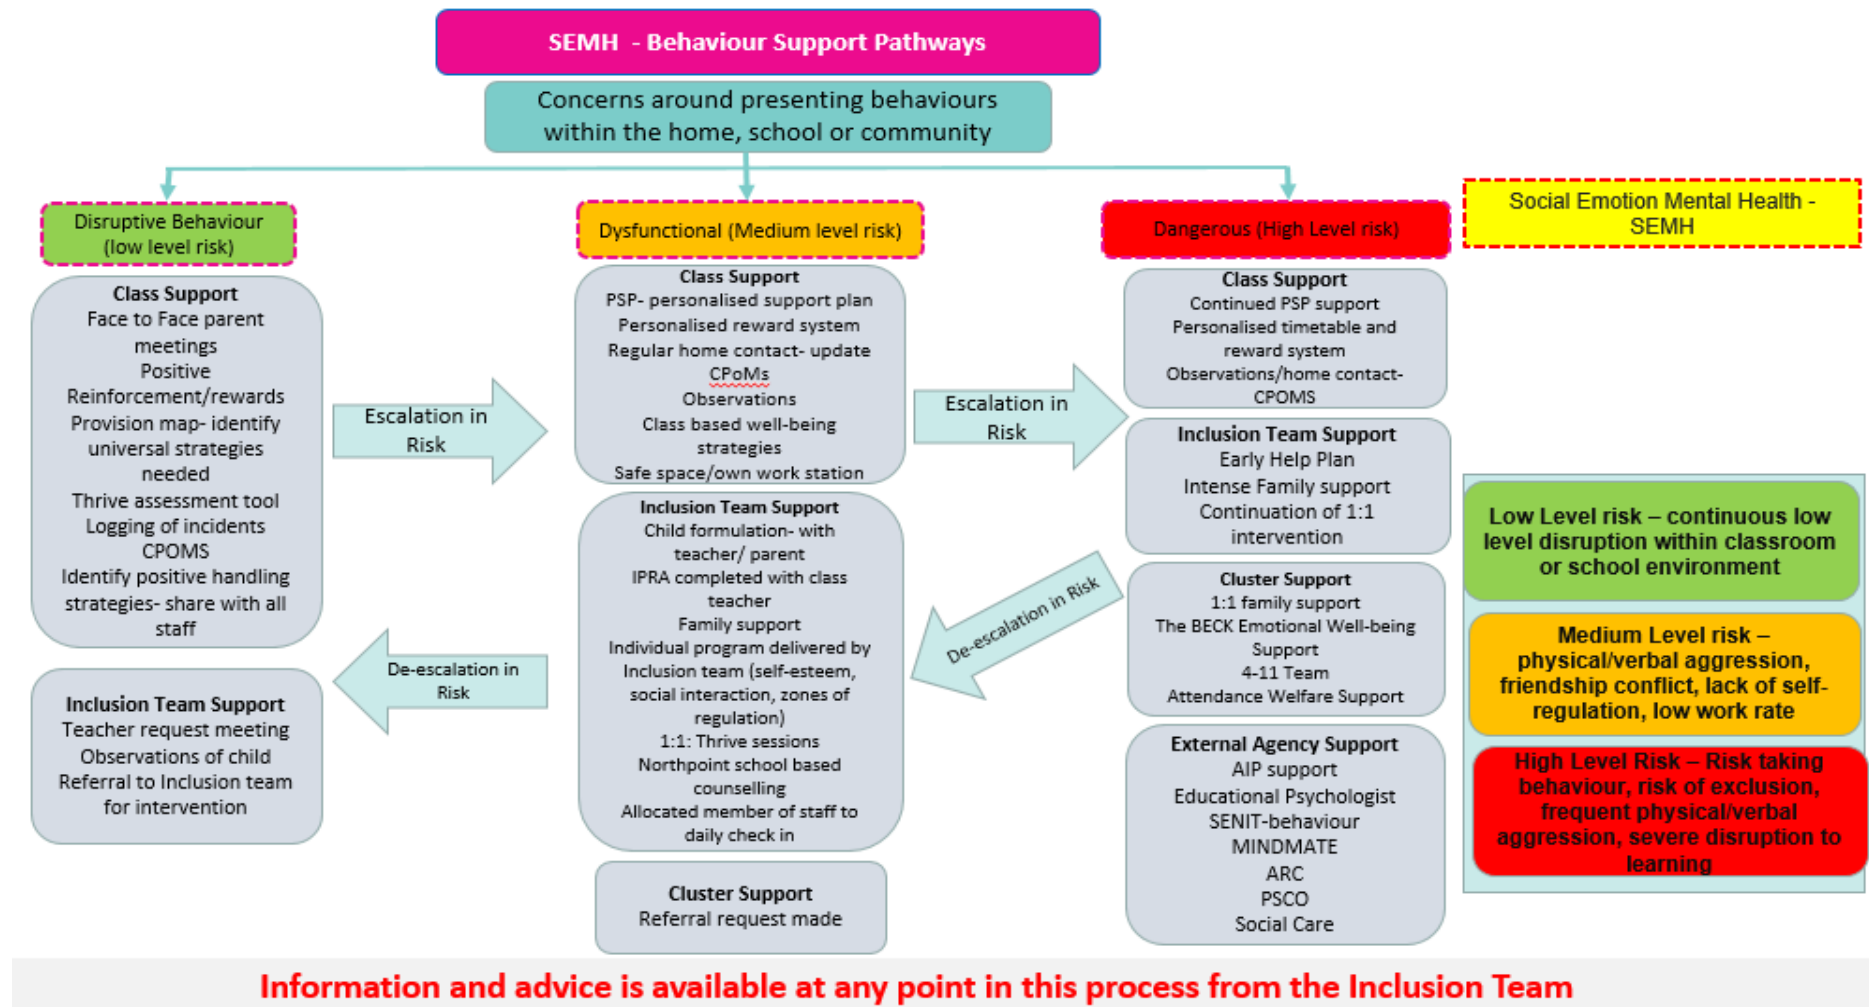 SEMH  - Behaviour Support Pathways
Concerns around presenting behaviours
within the home, school or community
Disruptive Behaviour
(low level risk)
Class Support
Face to Face parent
meetings
Positive
Reinforcement/rewards
Provision map- identify
universal strategies
needed
Thrive assessment tool
Logging of incidents
CPOMS
Identify positive handling
strategies- share with all
staff
Inclusion Team Support
Teacher request meeting
Observations of child
Referral to Inclusion team
for intervention
Escalation in
Risk
De-escalation in
Risk
Dysfunctional (Medium level risk)
Class Support
PSP- personalised support plan
Personalised reward system
Regular home contact- update
CPoMs
Observations
Class based well-being
strategies
Safe space/own work station
Inclusion Team Support
Child formulation- with
teacher/ parent
IPRA completed with class
teacher
Family support
Individual program delivered by
Inclusion team (self-esteem,
social interaction, zones of
regulation)
1:1: Thrive sessions
Northpoint school based
counselling
Allocated member of staff to
daily check in
Cluster Support
Referral request made
Escalation in
Risk
De-escalation in Risk
Dangerous (High Level risk)
Class Support
Continued PSP support
Personalised timetable and
reward system
Observations/home contact-
CPOMS
Inclusion Team Support
Early Help Plan
Intense Family support
Continuation of 1:1
intervention
Cluster Support
1:1 family support
The BECK Emotional Well-being
Support
4-11 Team
Attendance Welfare Support
External Agency Support
AIP support
Educational Psychologist
SENIT-behaviour
MINDMATE
ARC
PSCO
Social Care
Social Emotion Mental Health -
SEMH
Low Level risk – continuous low
level disruption within classroom
or school environment
Medium Level risk –
physical/verbal aggression,
friendship conflict, lack of self-
regulation, low work rate
High Level Risk – Risk taking
behaviour, risk of exclusion,
frequent physical/verbal
aggression, severe disruption to
learning
Information and advice is available at any point in this process from the Inclusion Team